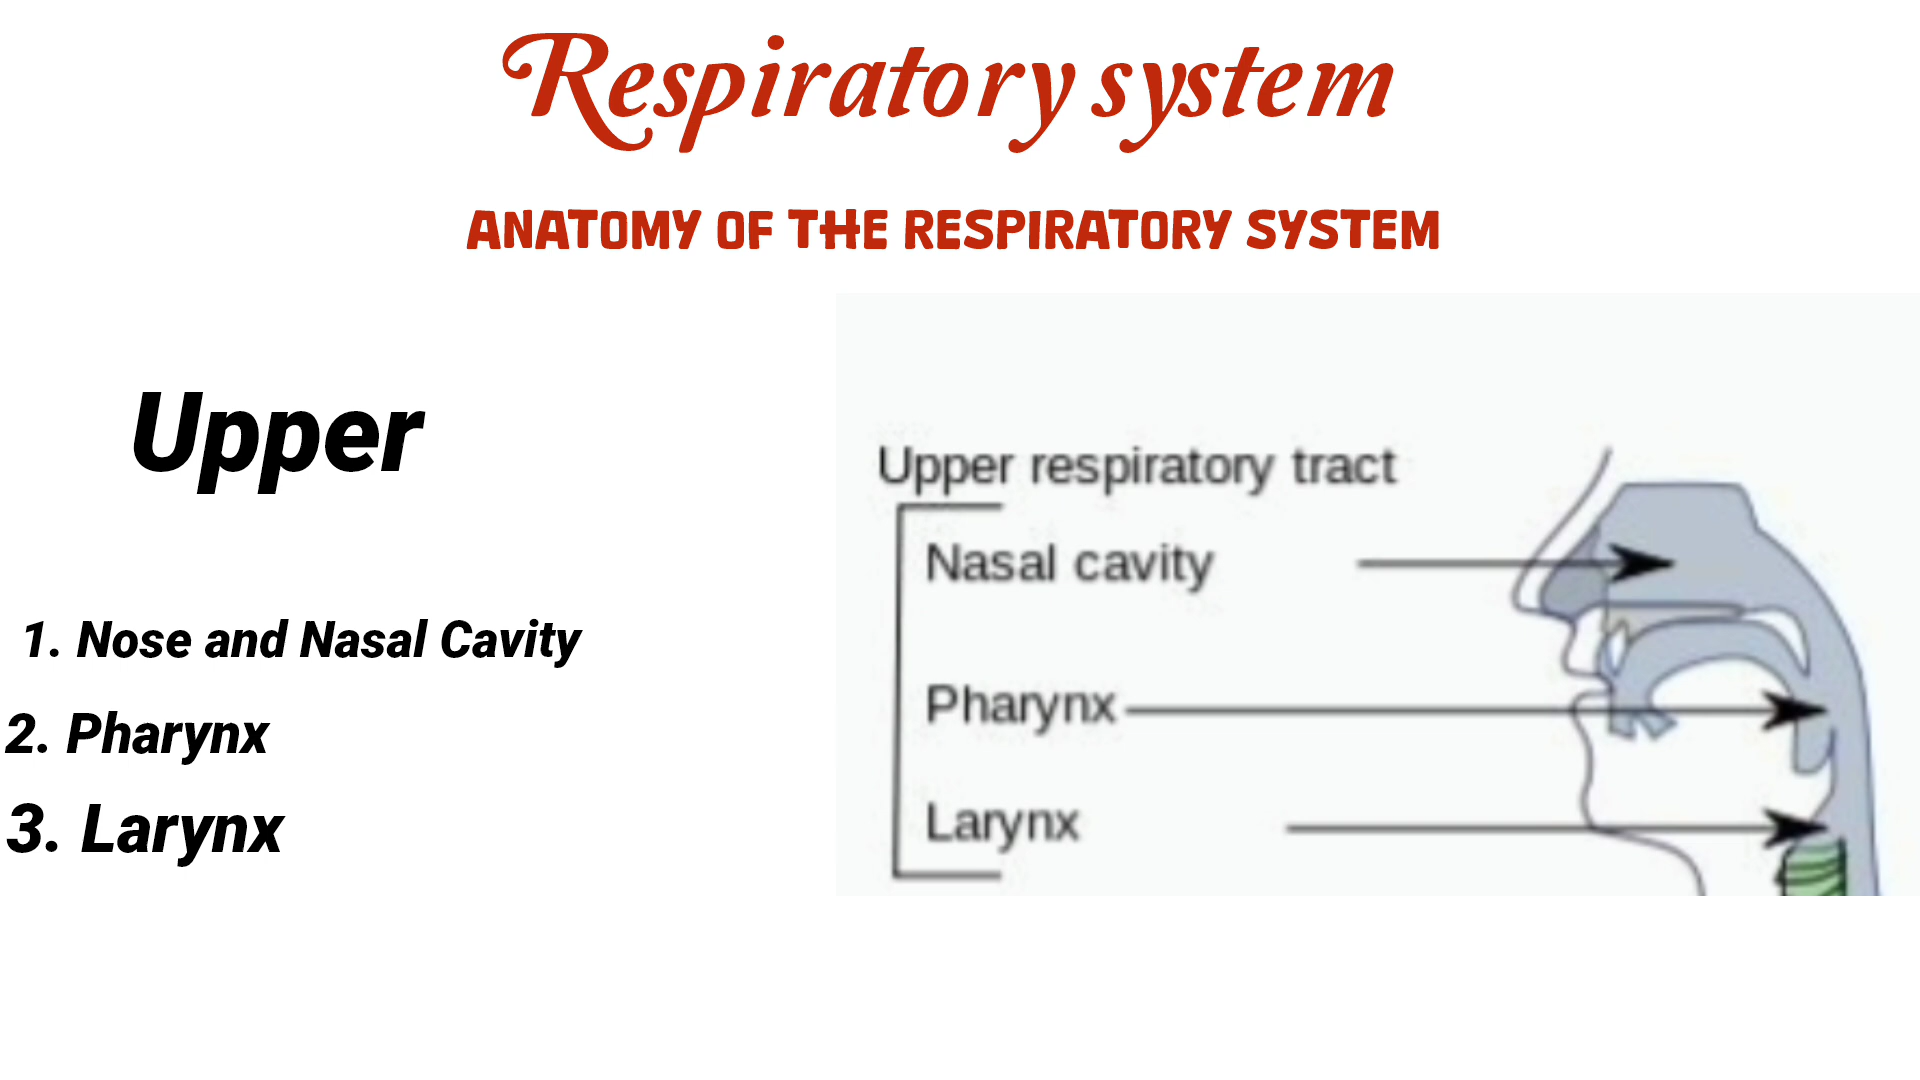 Respiratory system
ANATOMY OF THE RESPIRATORY SYSTEM
Upper
1. Nose and Nasal Cavity
2. Pharynx
3. Larynx
Upper respiratory tract
Nasal cavity
Pharynx
Larynx